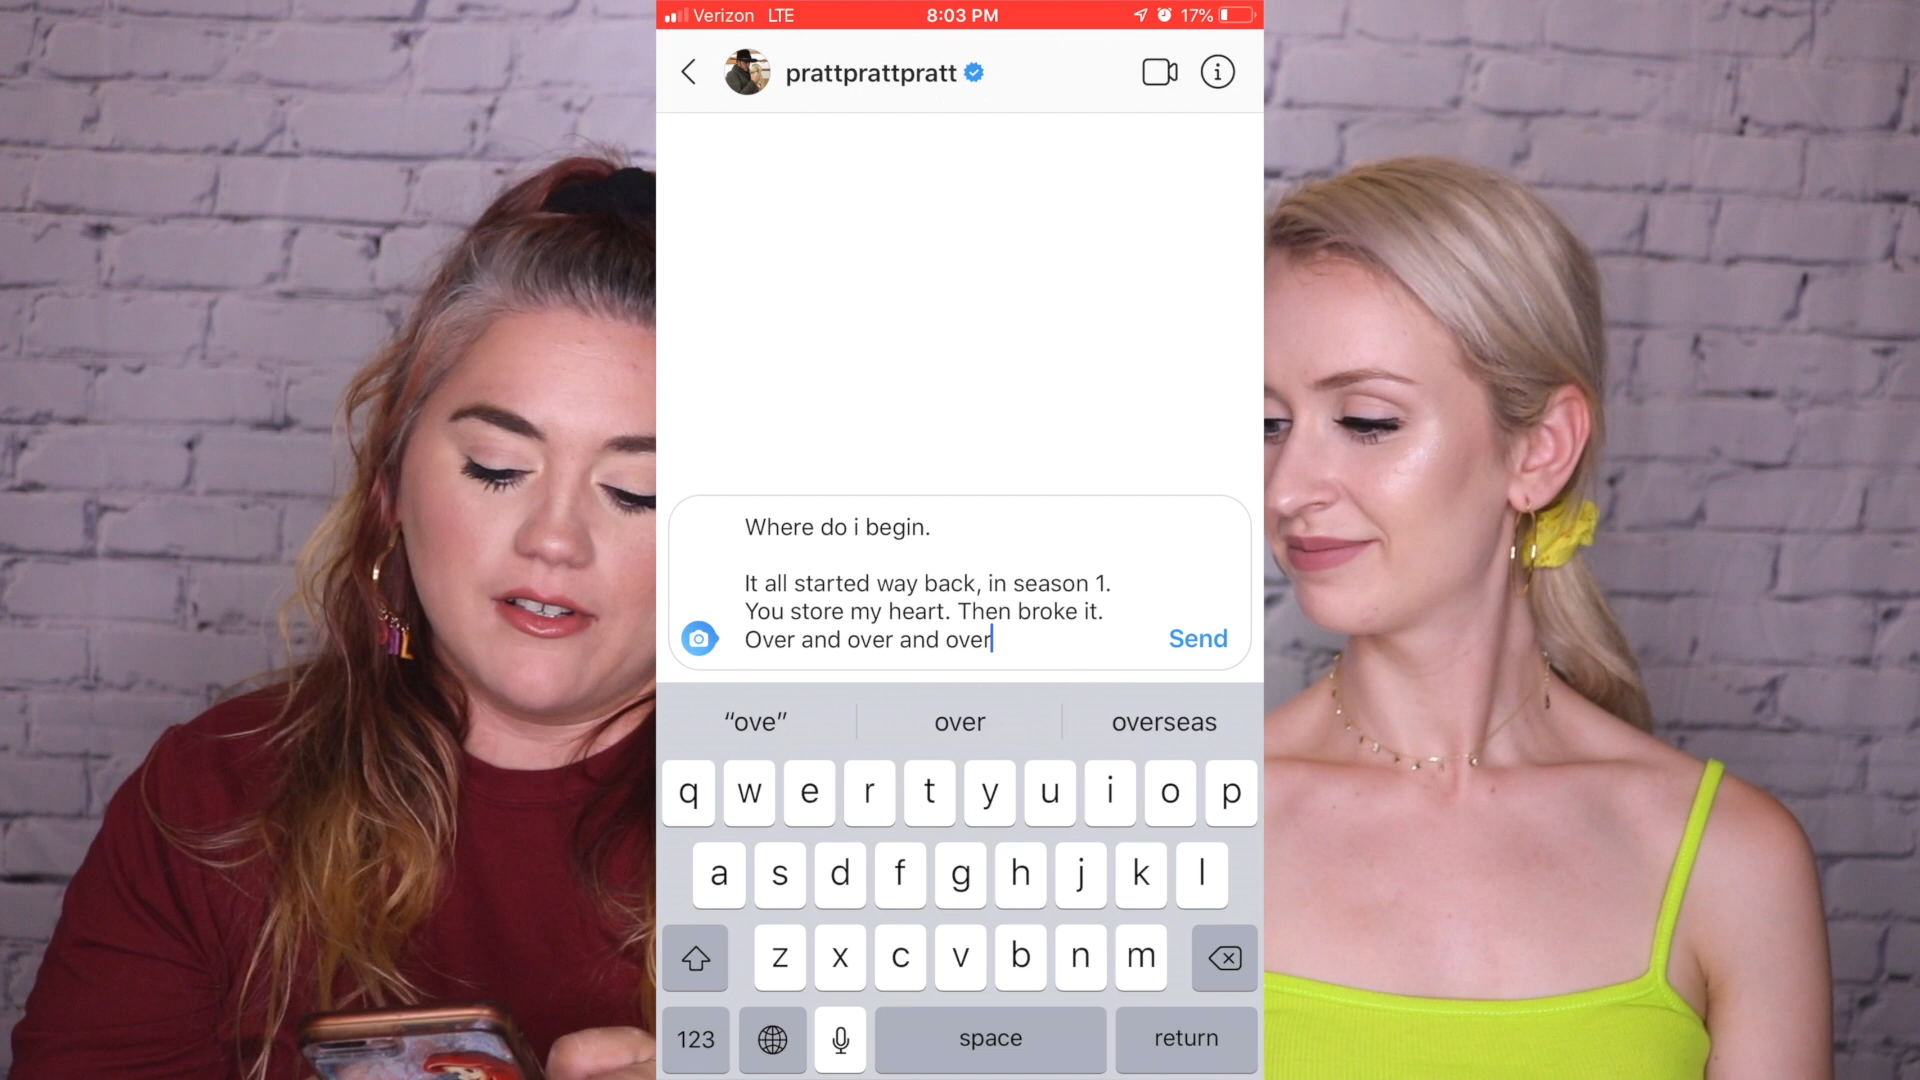 Verizon LTE 8:03 PM 17%
prattprattpratt
Where do i begin.
It all started way back, in season 1.
You store my heart. Then broke it.
Over and over and over
Send
“ove” over overseas
q w e r t y u i o p
a s d f g h j k l
z x c v b n m
123 space return